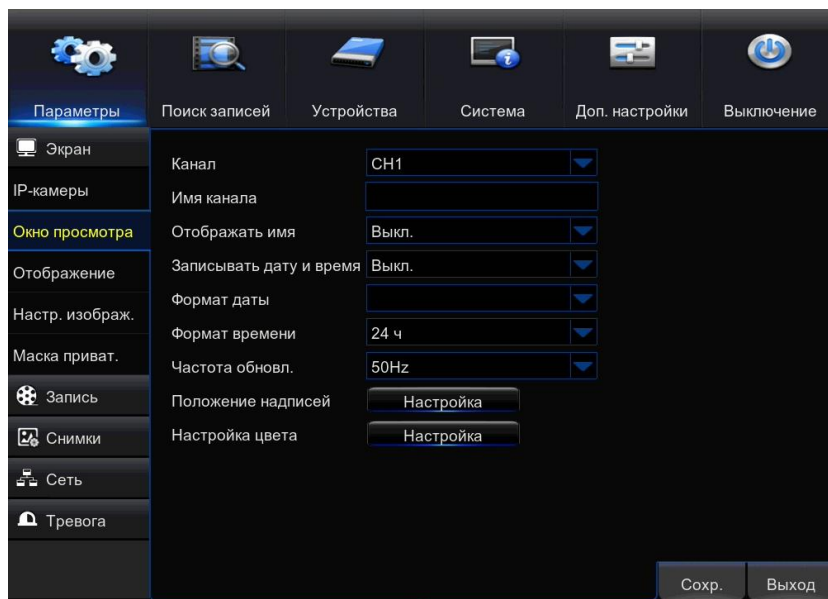 Параметры
Поиск записей
Устройства
Система
Доп. настройки
Выключение
Экран
IP-камеры
Окно просмотра
Отображение
Настр. изображ.
Маска приват.
Запись
Снимки
Сеть
Тревога
Канал CH1
Имя канала
Отображать имя Выкл.
Записывать дату и время Выкл.
Формат даты
Формат времени 24 ч
Частота обновл. 50Hz
Положение надписей Настройка
Настройка цвета Настройка
Сохр. Выход